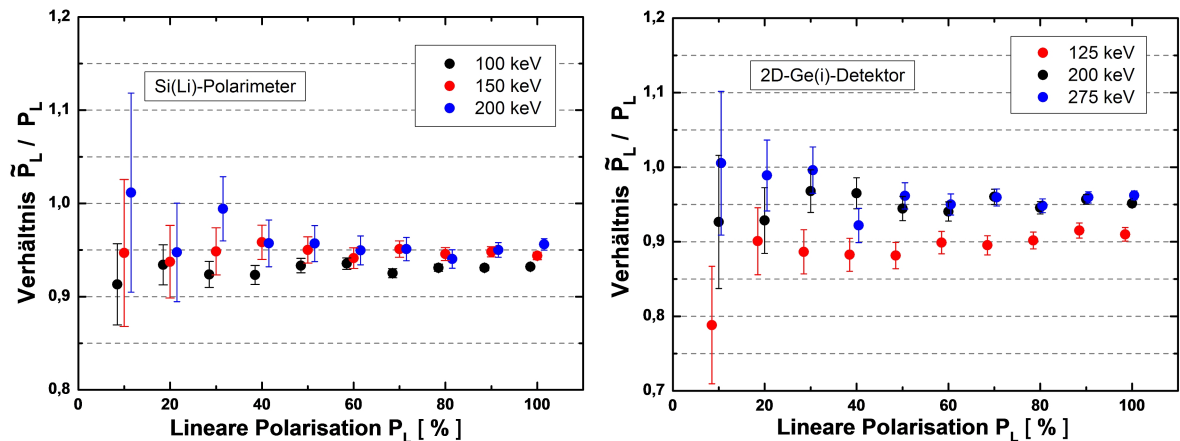 1,2
1,1
1,0
0,9
0,8
Verhältnis P̃L / PL
Si(Li)-Polarimeter
100 keV
150 keV
200 keV
0 20 40 60 80 100
Lineare Polarisation PL [ % ]
1,2
1,1
1,0
0,9
0,8
0,7
Verhältnis P̃L / PL
2D-Ge(i)-Detektor
125 keV
200 keV
275 keV
0 20 40 60 80 100
Lineare Polarisation PL [ % ]